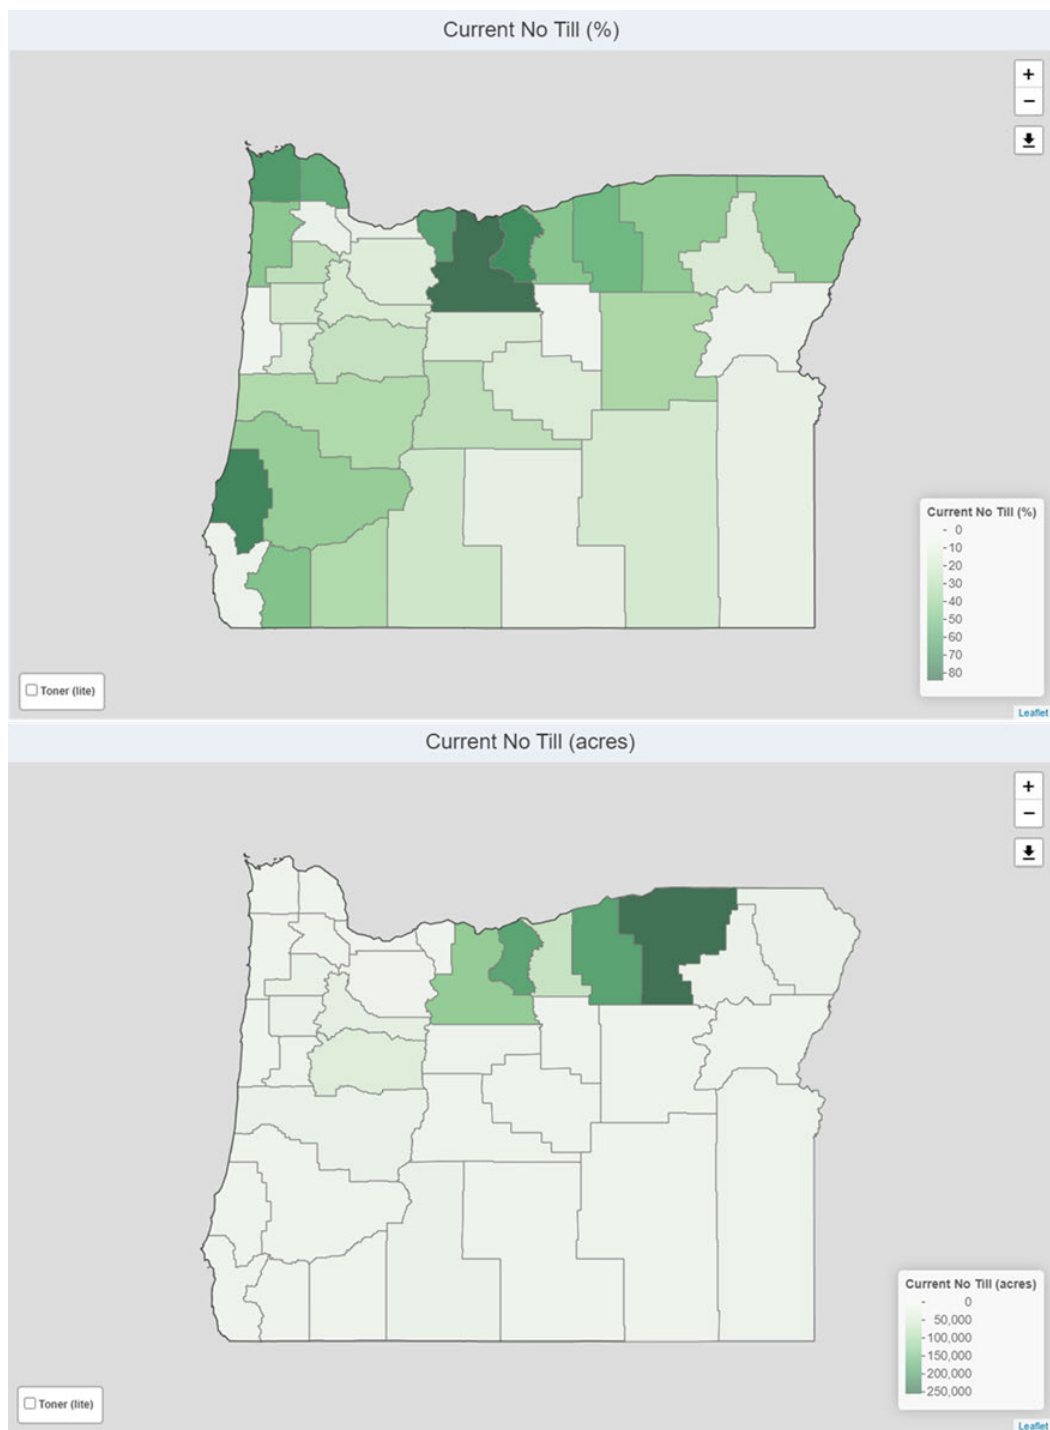 Current No Till (%)
+
−
Current No Till (%)
- 0
-10
-20
-30
-40
-50
-60
-70
-80
Toner (lite)
Leaflet
Current No Till (acres)
+
−
Current No Till (acres)
- 0
- 50,000
-100,000
-150,000
-200,000
-250,000
Toner (lite)
Leaflet